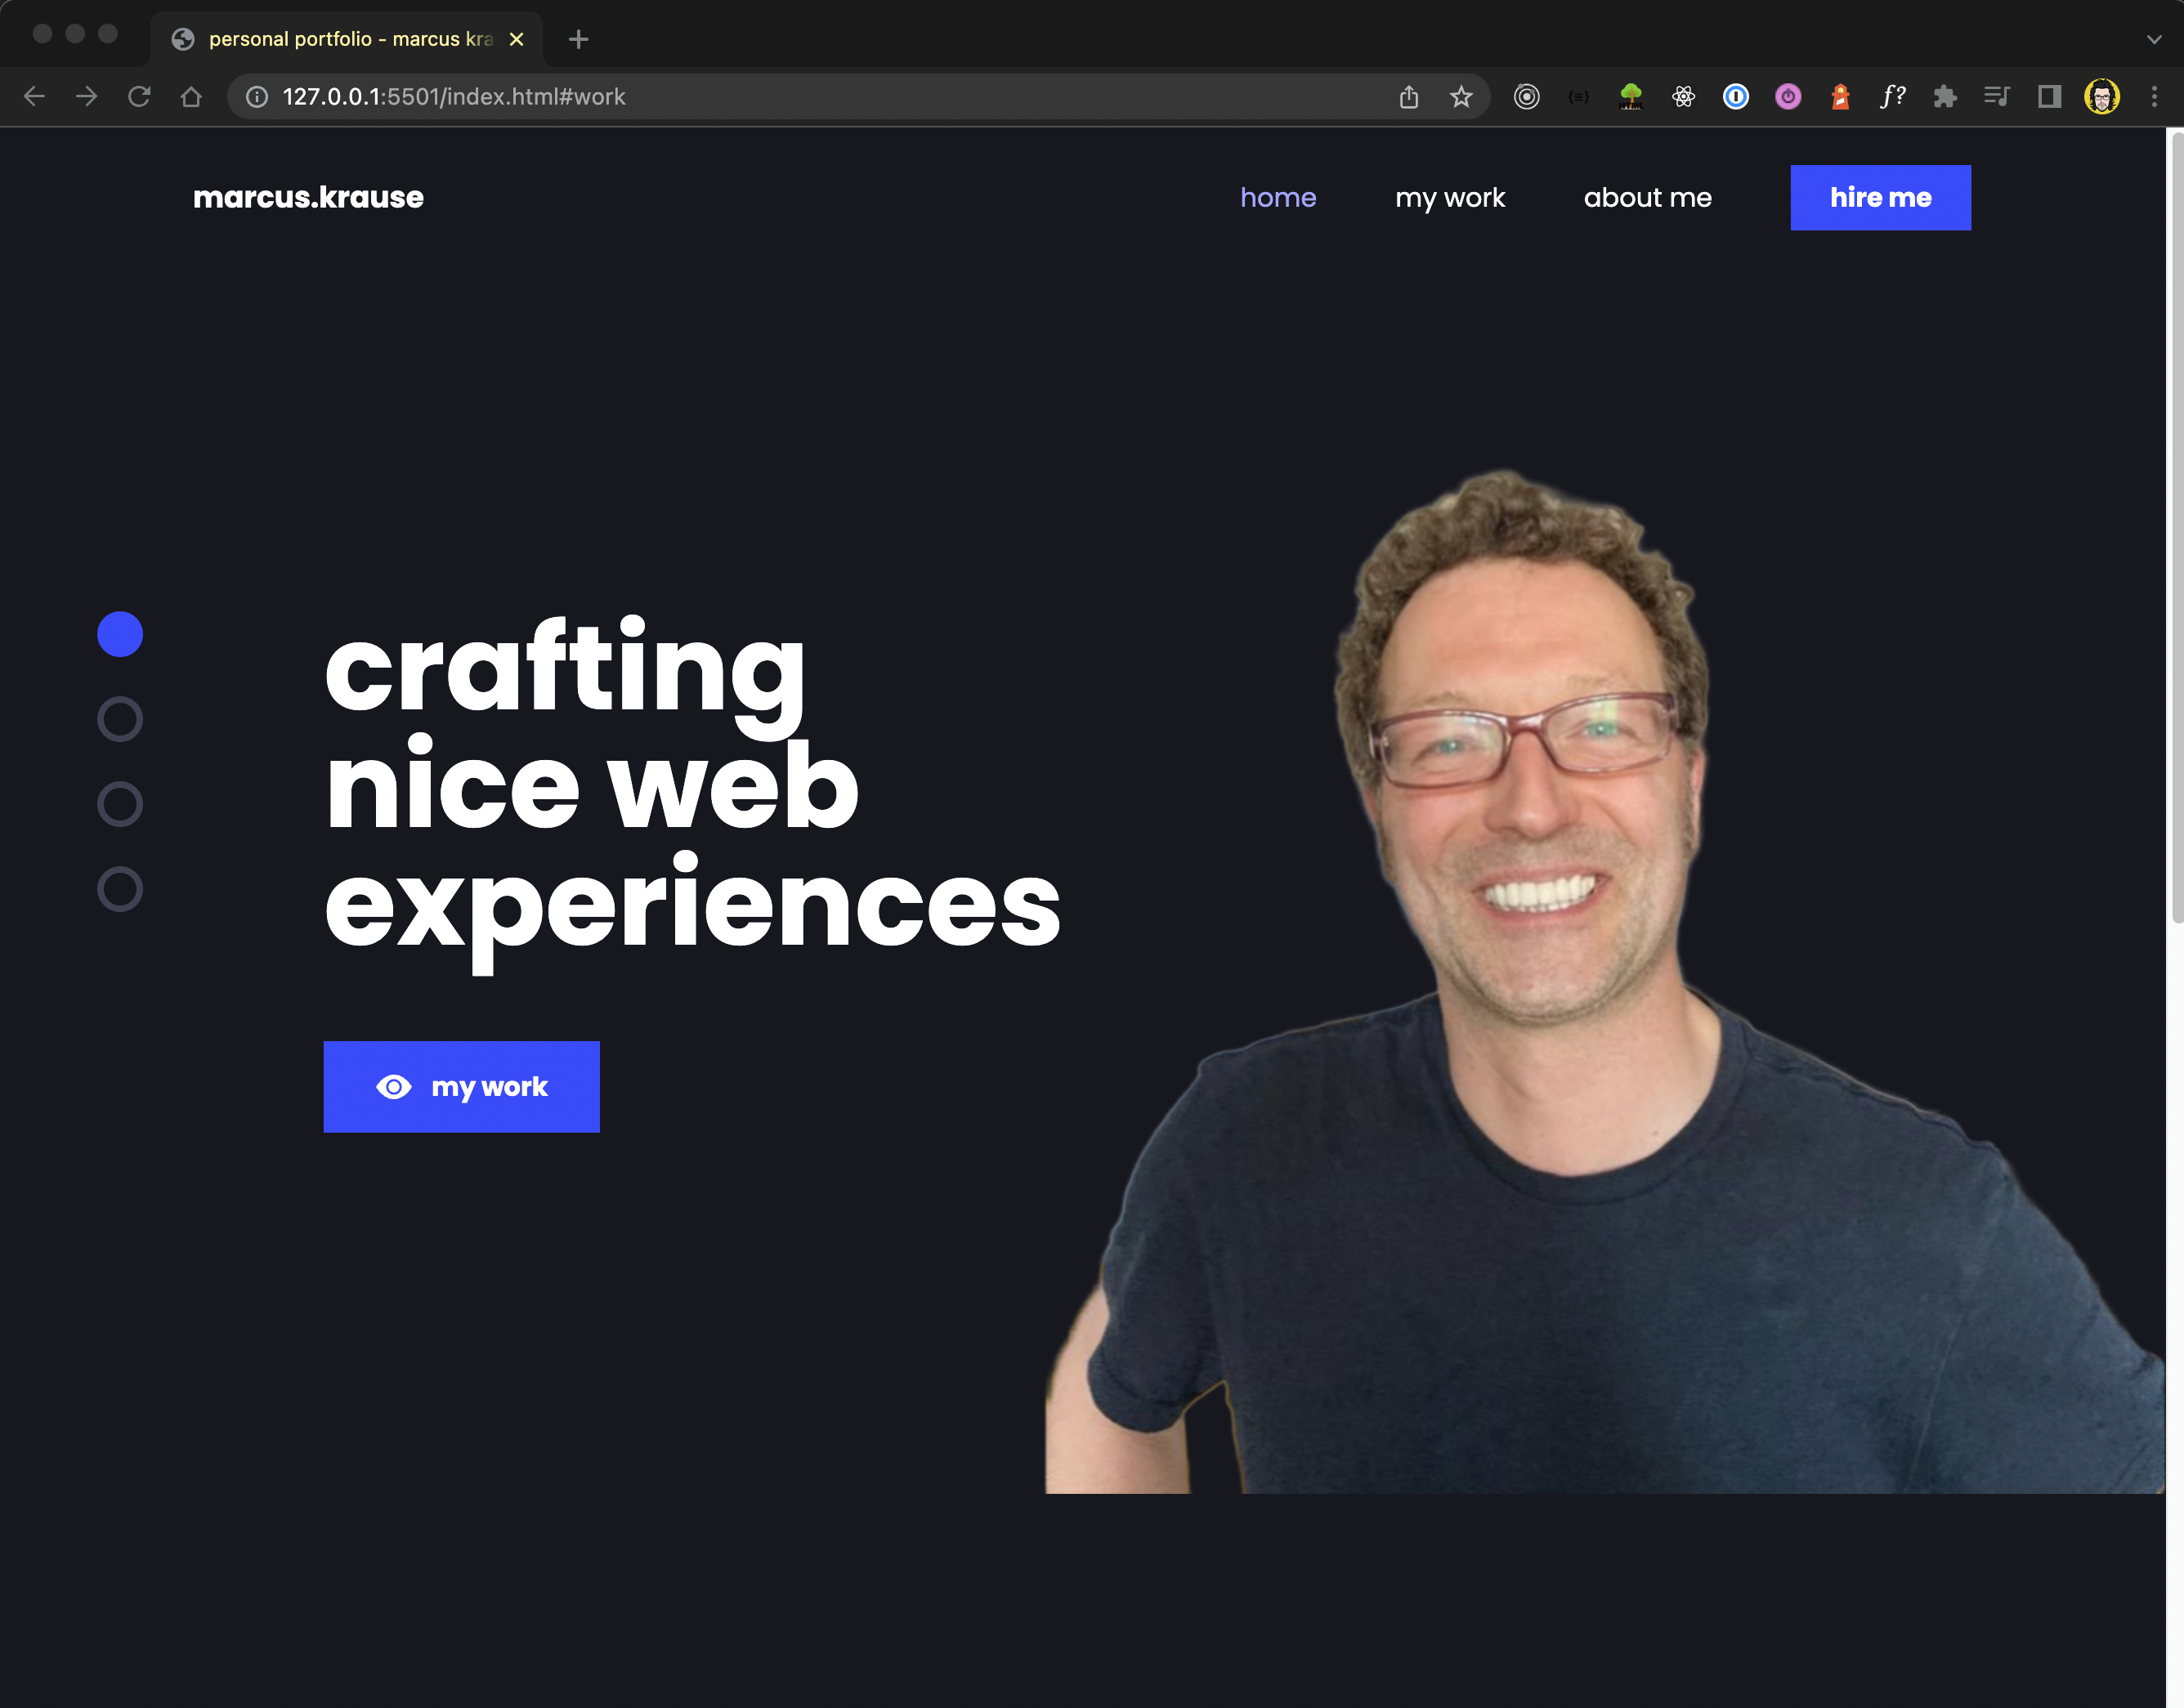 personal portfolio - marcus kra
127.0.0.1:5501/index.html#work
HTML
f?
marcus.krause
home
my work
about me
hire me
crafting
nice web
experiences
my work